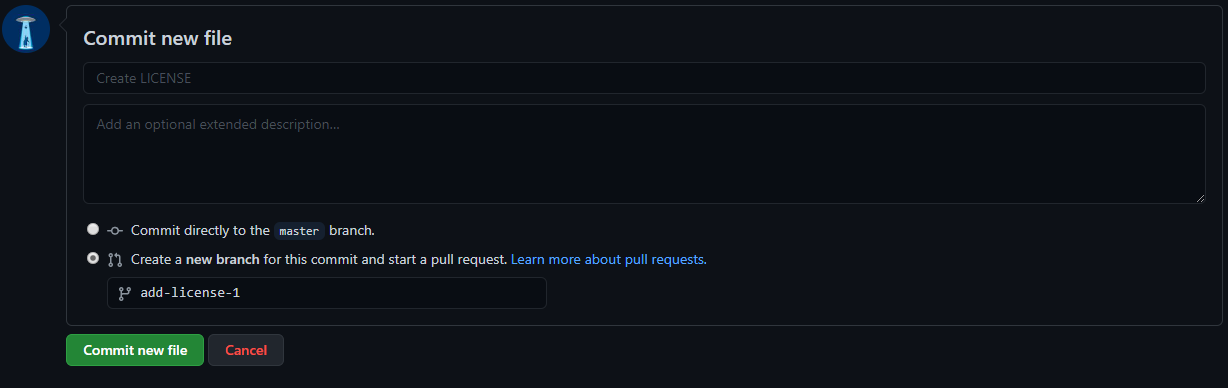 Commit new file
Create LICENSE
Add an optional extended description...
Commit directly to the master branch.
Create a new branch for this commit and start a pull request. Learn more about pull requests.
add-license-1
Commit new file
Cancel